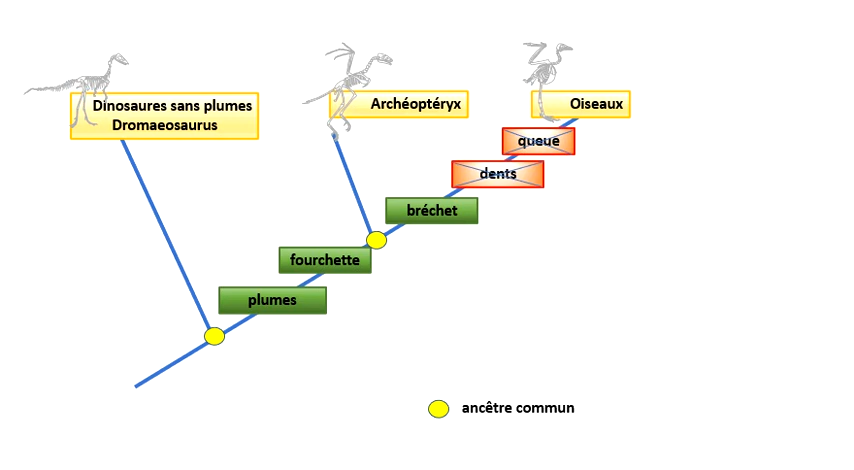 Dinosaures sans plumes
Dromaeosaurus
Archéoptéryx
Oiseaux
queue
dents
bréchet
fourchette
plumes
ancêtre commun